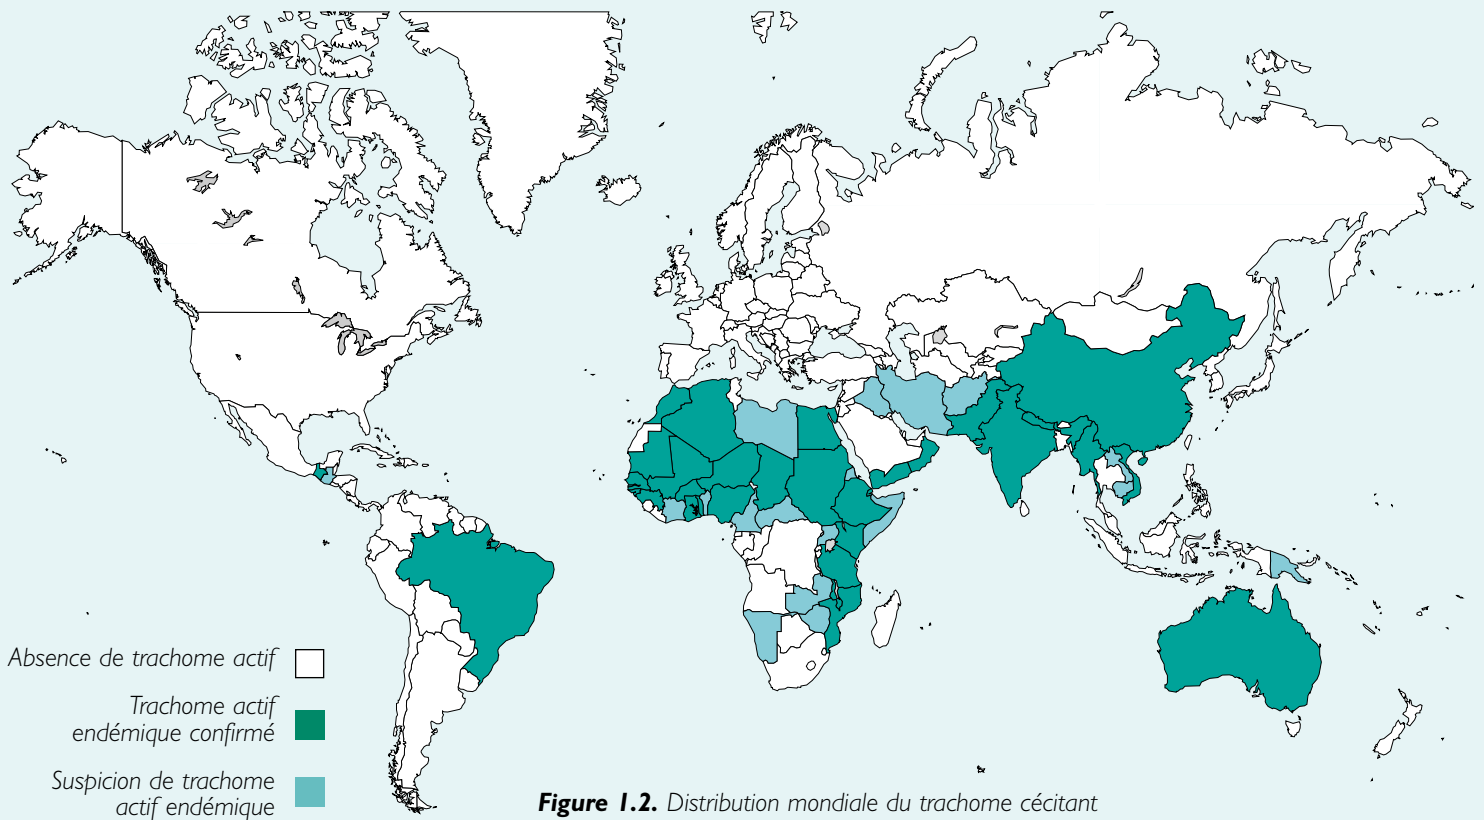 Absence de trachome actif
Trachome actif
endémique confirmé
Suspicion de trachome
actif endémique
Figure 1.2. Distribution mondiale du trachome cécitant